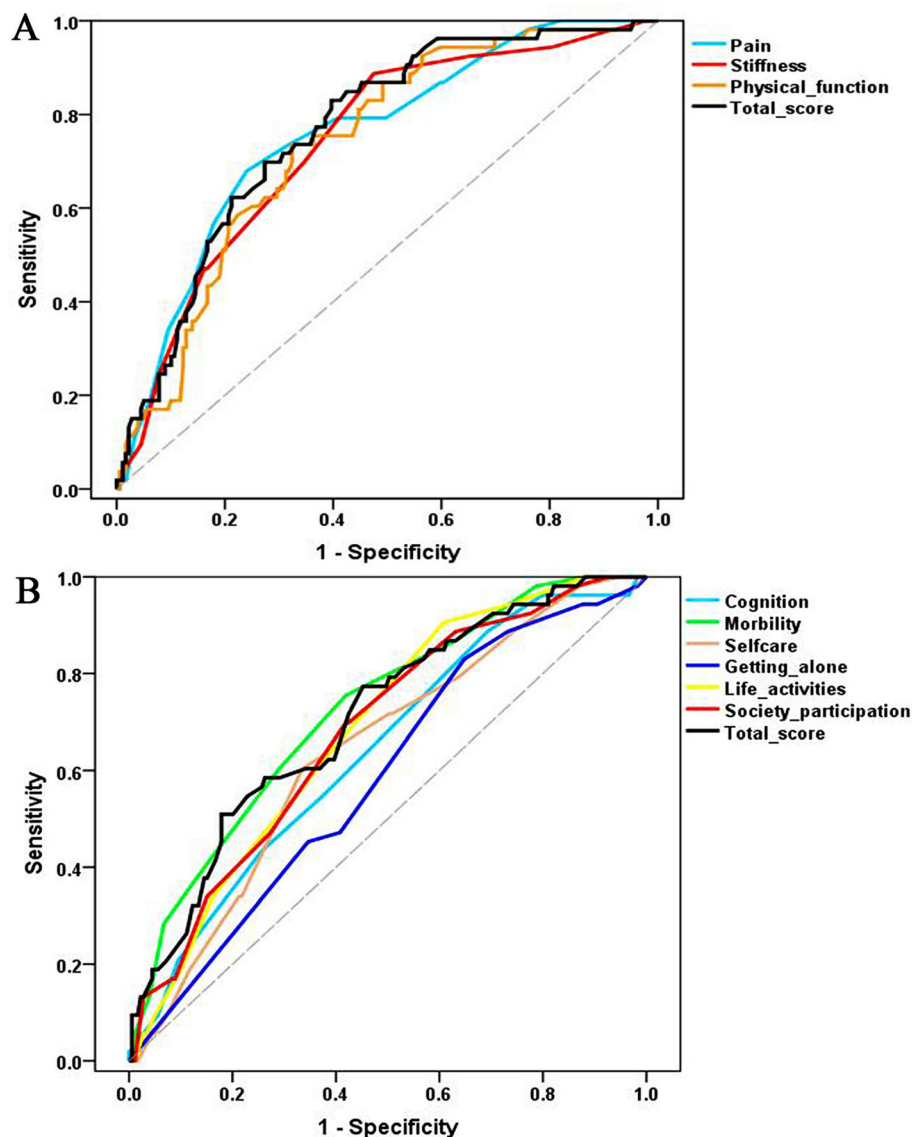 A
1.0
0.8
0.6
0.4
0.2
0.0
Sensitivity
0.0 0.2 0.4 0.6 0.8 1.0
1 - Specificity
Pain
Stiffness
Physical_function
Total_score
B
1.0
0.8
0.6
0.4
0.2
0.0
Sensitivity
0.0 0.2 0.4 0.6 0.8 1.0
1 - Specificity
Cognition
Morbility
Selfcare
Getting_alone
Life_activities
Society_participation
Total_score